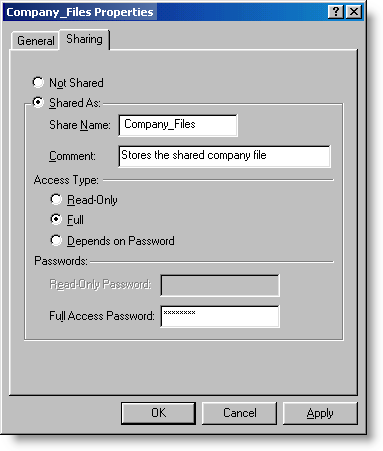 Company_Files Properties
General Sharing
Not Shared
Shared As:
Share Name: Company_Files
Comment: Stores the shared company file
Access Type:
Read-Only
Full
Depends on Password
Passwords:
Read-Only Password:
Full Access Password: xxxxxxxx
OK Cancel Apply